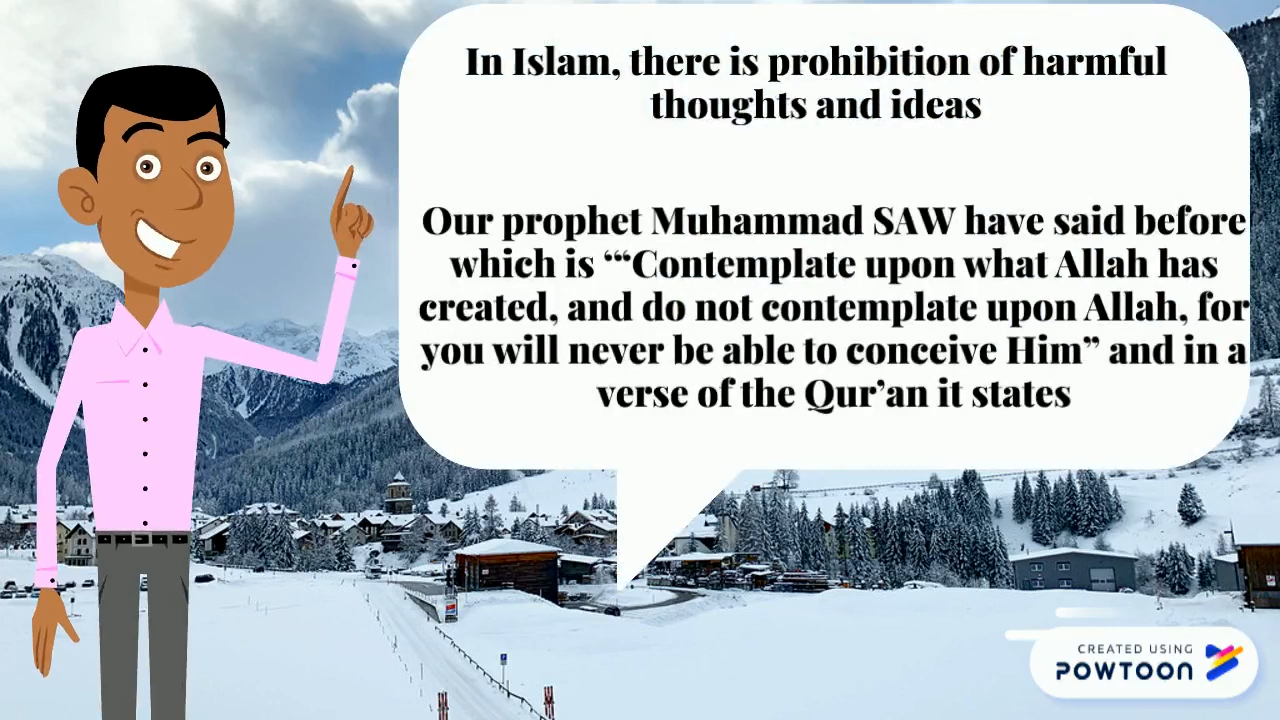 In Islam, there is prohibition of harmful
thoughts and ideas
Our prophet Muhammad SAW have said before
which is ‘“Contemplate upon what Allah has
created, and do not contemplate upon Allah, for
you will never be able to conceive Him” and in a
verse of the Qur’an it states
CREATED USING
POWTOON